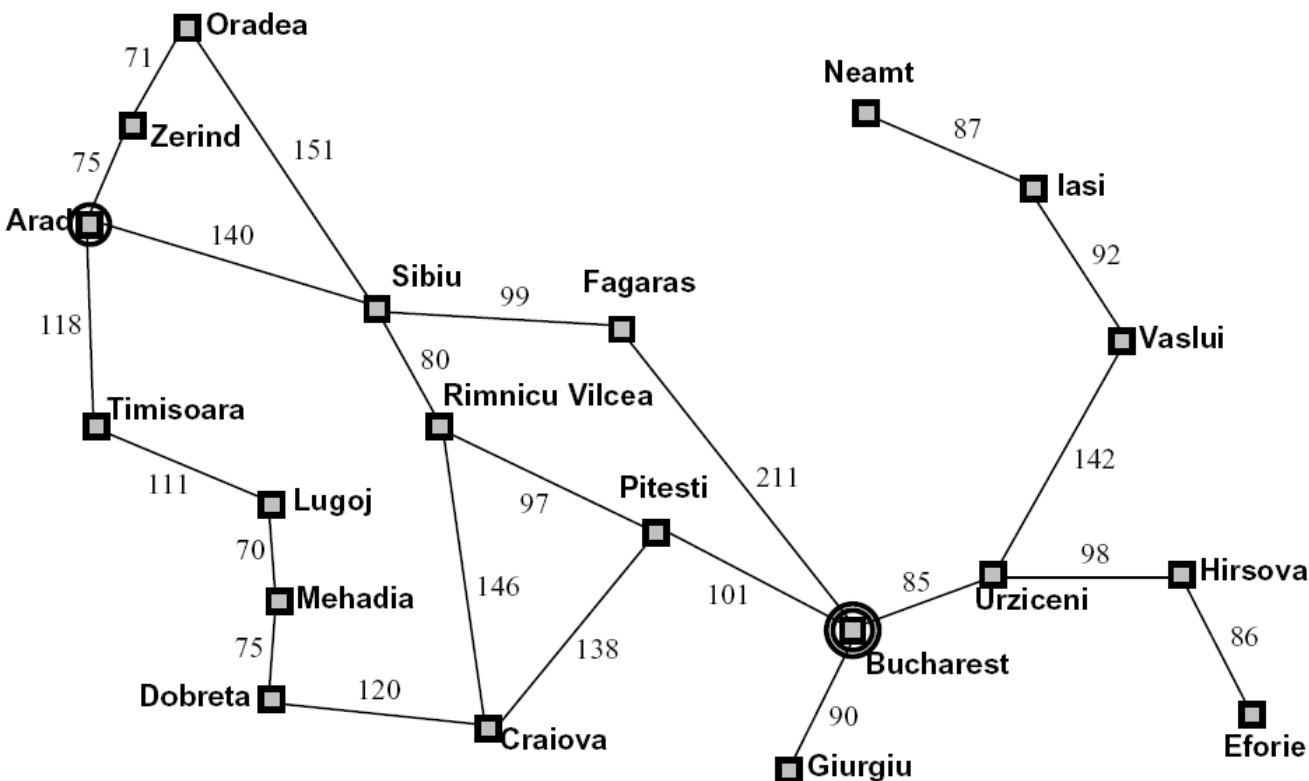 Oradea
71
Neamt
87
Zerind
151
75
Iasi
Arad
140
92
Sibiu
Fagaras
99
118
Vaslui
80
Rimnicu Vilcea
Timisoara
142
211
111
Pitesti
Lugoj
97
70
98
Hirsova
146
85
101
Urziceni
Mehadia
86
75
138
Bucharest
Dobreta
120
90
Craiova
Eforie
Giurgiu